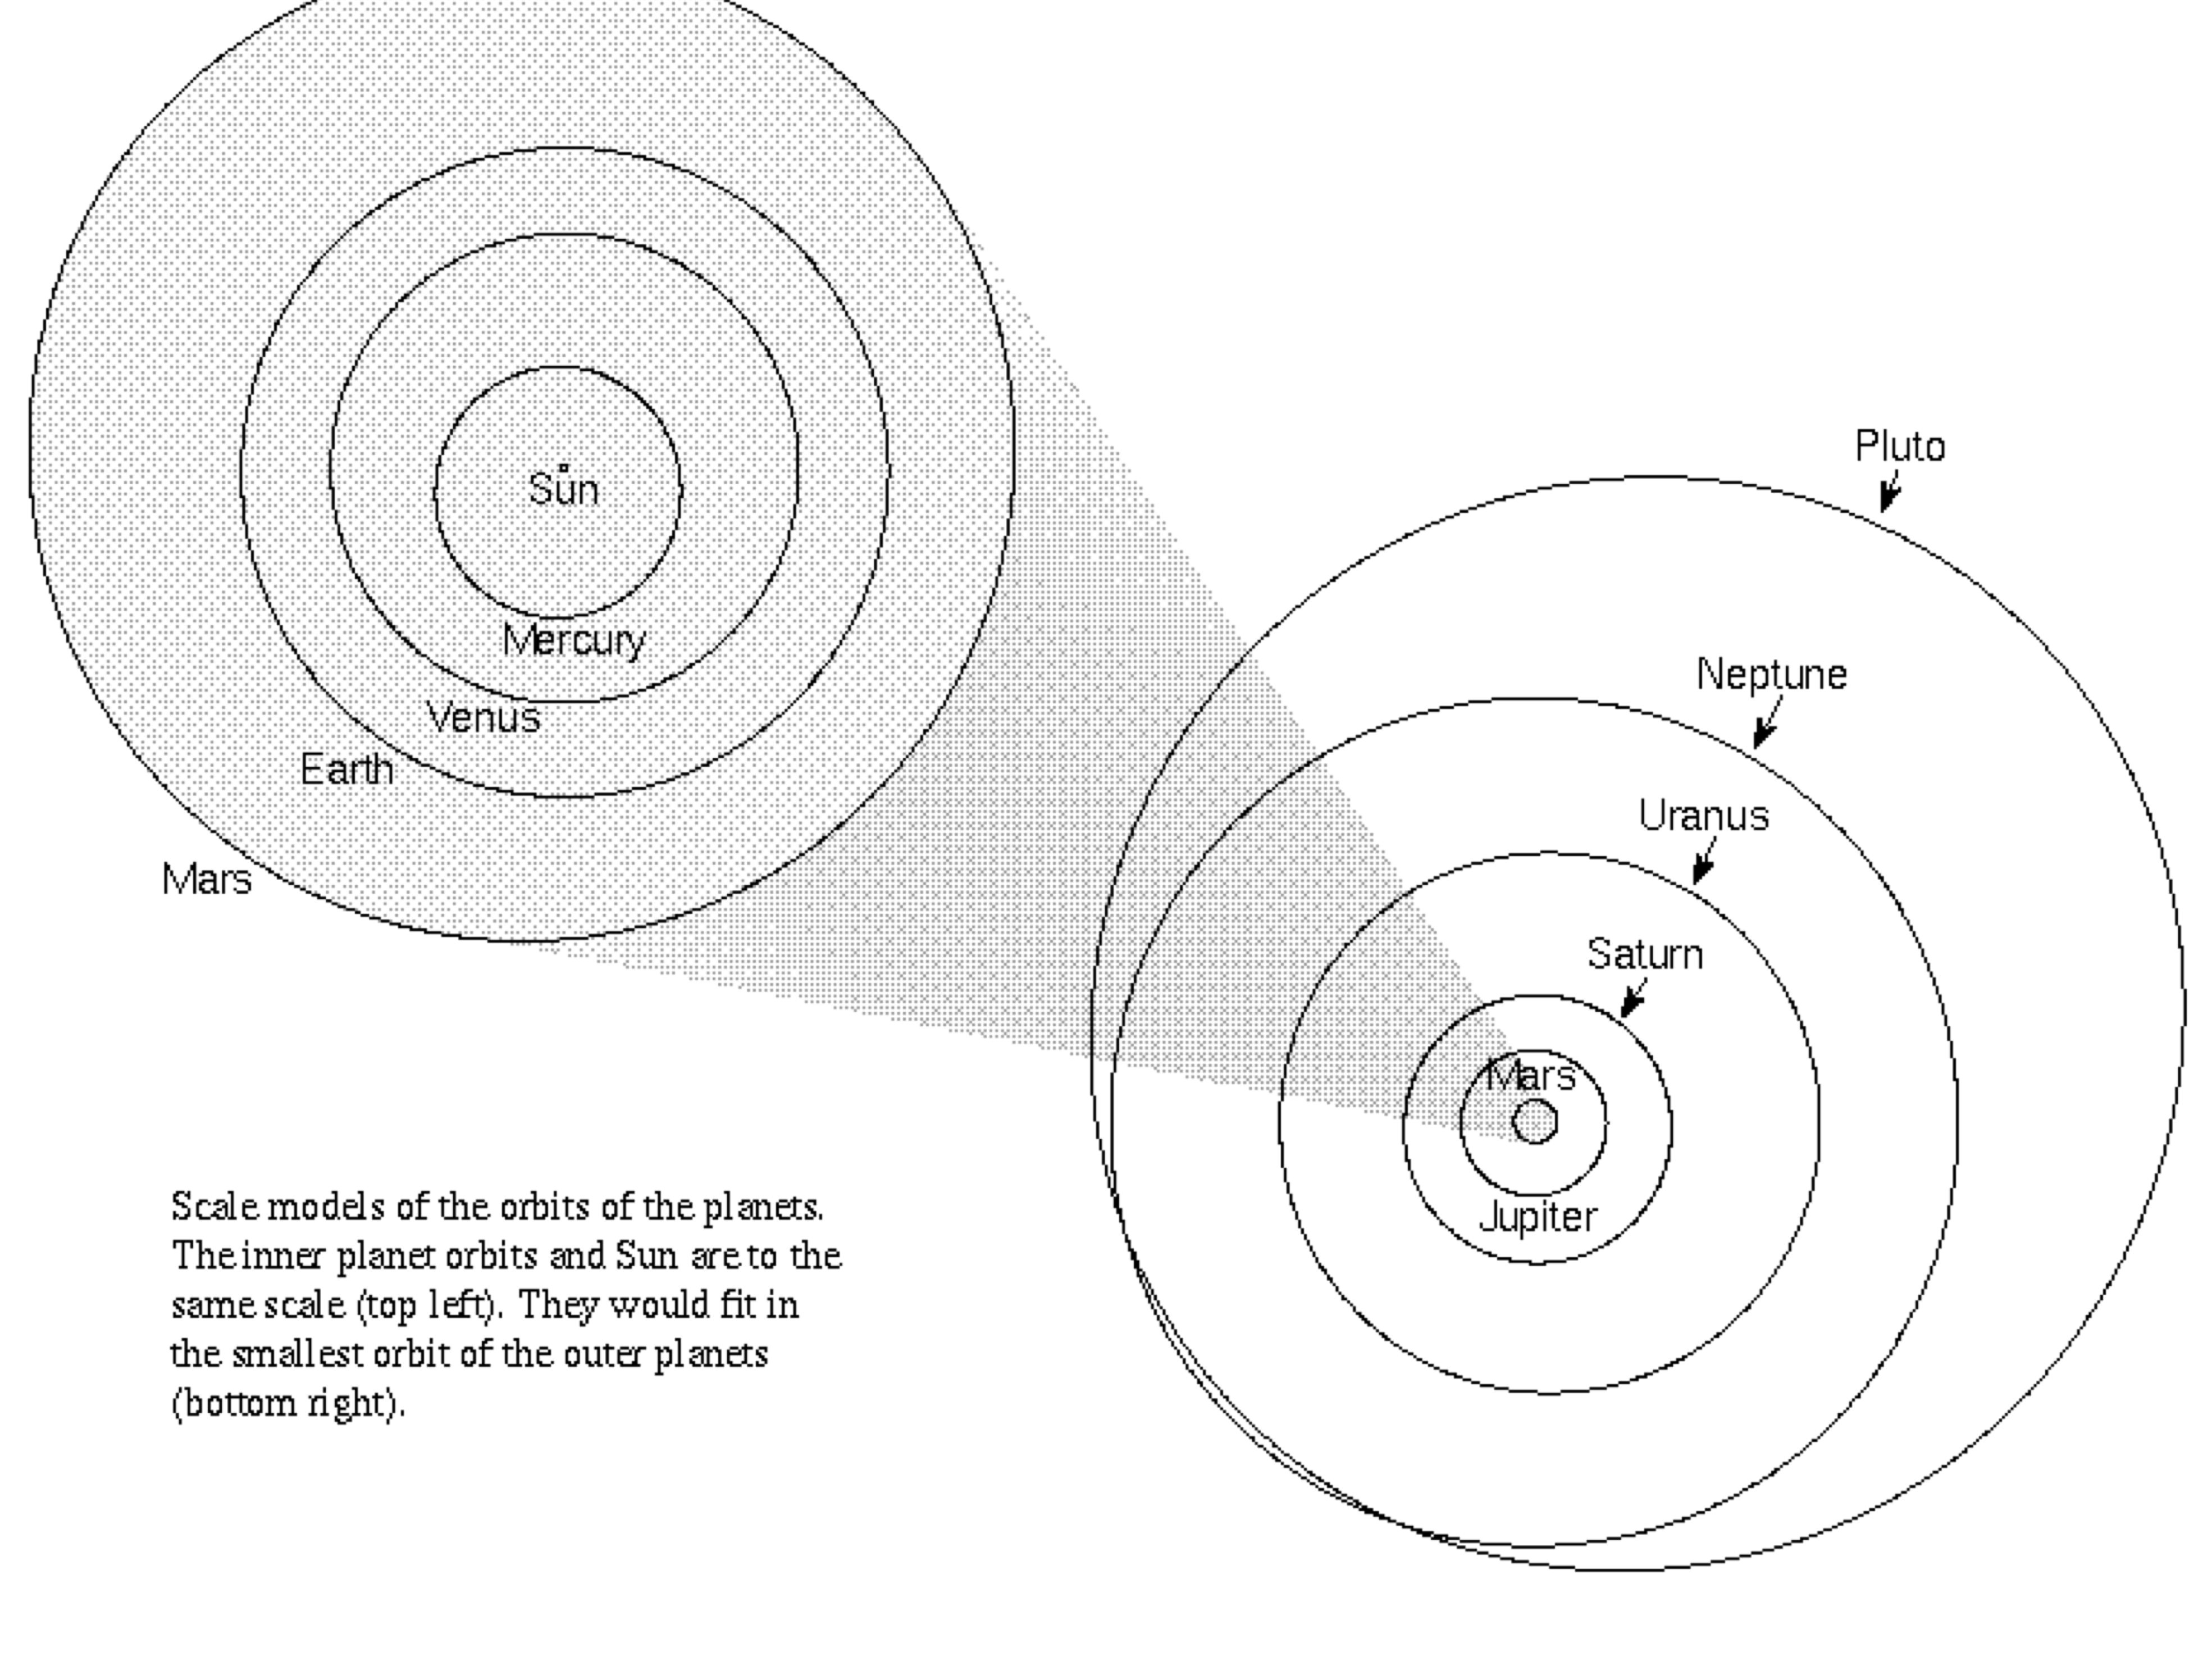 Pluto
Sun
Mercury
Neptune
Venus
Earth
Uranus
Mars
Saturn
Mars
Jupiter
Scale models of the orbits of the planets.
The inner planet orbits and Sun are to the
same scale (top left). They would fit in
the smallest orbit of the outer planets
(bottom right).